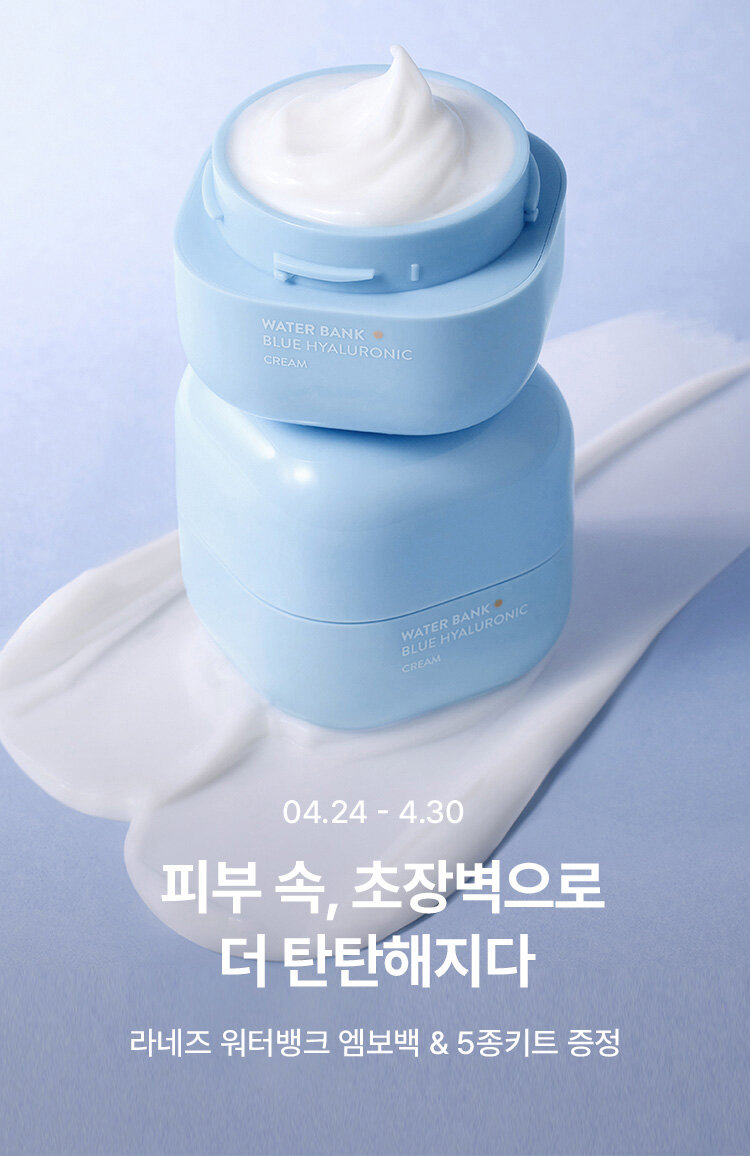 WATER BANK
BLUE HYALURONIC
CREAM
WATER BANK
BLUE HYALURONIC
CREAM
04.24 - 4.30
피부 속, 초장벽으로
더 탄탄해지다
라네즈 워터뱅크 엠보백 & 5종키트 증정